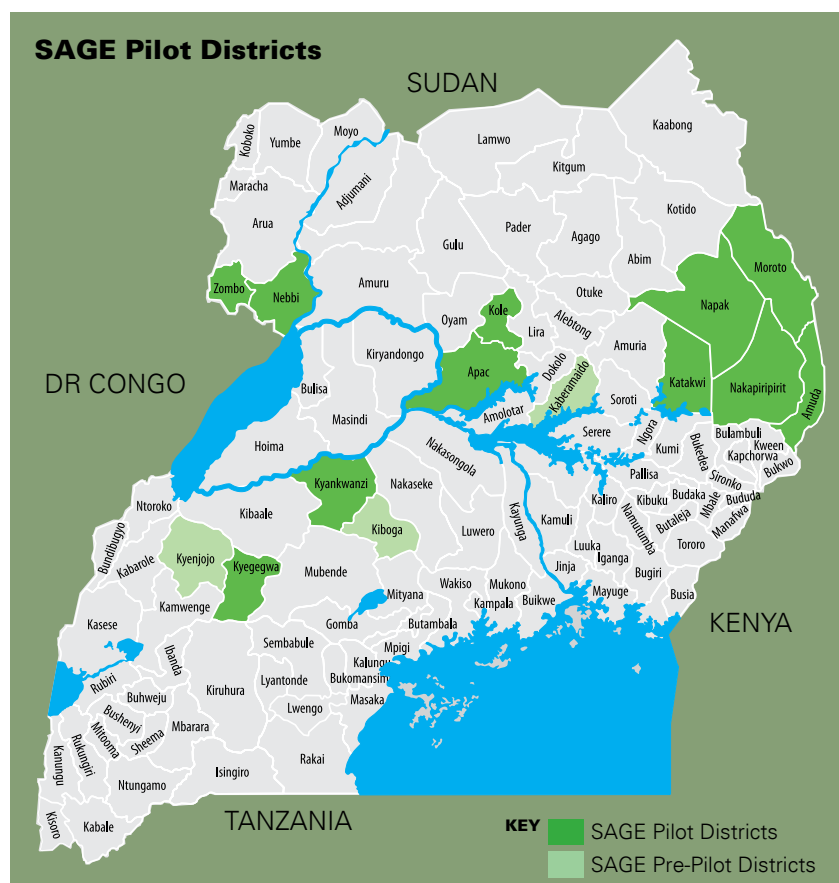 SAGE Pilot Districts
SUDAN
Kaabong
Koboko
Yumbe
Moyo
Lamwo
Kitgum
Maracha
Adjumani
Kotido
Arua
Gulu
Pader
Agago
Abim
Moroto
Zombo
Nebbi
Amuru
Otuke
Napak
Oyam
Kole
Lira
Alebtong
Kiryandongo
Amuria
DR CONGO
Bulisa
Apac
Dokolo
Kaberamaido
Katakwi
Nakapiripirit
Amuda
Masindi
Amolotar
Soroti
Hoima
Serere
Ngora
Kumi
Bukedea
Bulambuli
Kween
Kapchorwa
Bukwo
Nakasongola
Pallisa
Sironko
Kyankwanzi
Nakaseke
Kaliro
Kibuku
Budaka
Mbale
Bududa
Manafwa
Ntoroko
Kibaale
Kiboga
Kayunga
Kamuli
Namutumba
Butaleja
Bundibugyo
Kabarole
Kyenjojo
Kyegegwa
Luwero
Luuka
Iganga
Tororo
Mubende
Jinja
Bugiri
Kamwenge
Mityana
Wakiso
Mukono
Kampala
Buikwe
Mayuge
Busia
Kasese
Gomba
Butambala
KENYA
Ibanda
Sembabule
Mpigi
Kalungu
Rubiri
Buhweju
Kiruhura
Lyantonde
Bukomansim
Bushenyi
Lwengo
Masaka
Mitooma
Sheema
Mbarara
Kanungu
Rukungiri
Rakai
Isingiro
Ntungamo
Kisoro
Kabale
TANZANIA
KEY
SAGE Pilot Districts
SAGE Pre-Pilot Districts